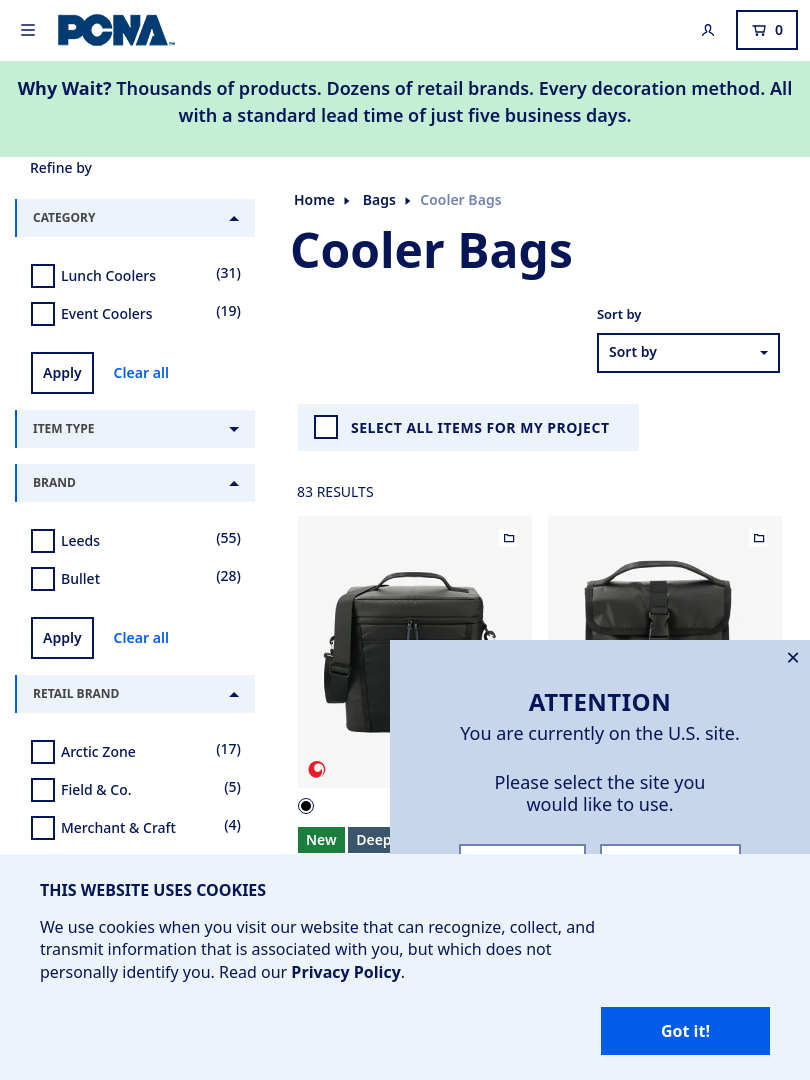 PCNA
0
Why Wait? Thousands of products. Dozens of retail brands. Every decoration method. All
with a standard lead time of just five business days.
Refine by
CATEGORY
Lunch Coolers (31)
Event Coolers (19)
Apply Clear all
ITEM TYPE
BRAND
Leeds (55)
Bullet (28)
Apply Clear all
RETAIL BRAND
Arctic Zone (17)
Field & Co. (5)
Merchant & Craft (4)
Home Bags Cooler Bags
Cooler Bags
Sort by
Sort by
SELECT ALL ITEMS FOR MY PROJECT
83 RESULTS
New Deep
ATTENTION
You are currently on the U.S. site.
Please select the site you
would like to use.
THIS WEBSITE USES COOKIES
We use cookies when you visit our website that can recognize, collect, and
transmit information that is associated with you, but which does not
personally identify you. Read our Privacy Policy.
Got it!